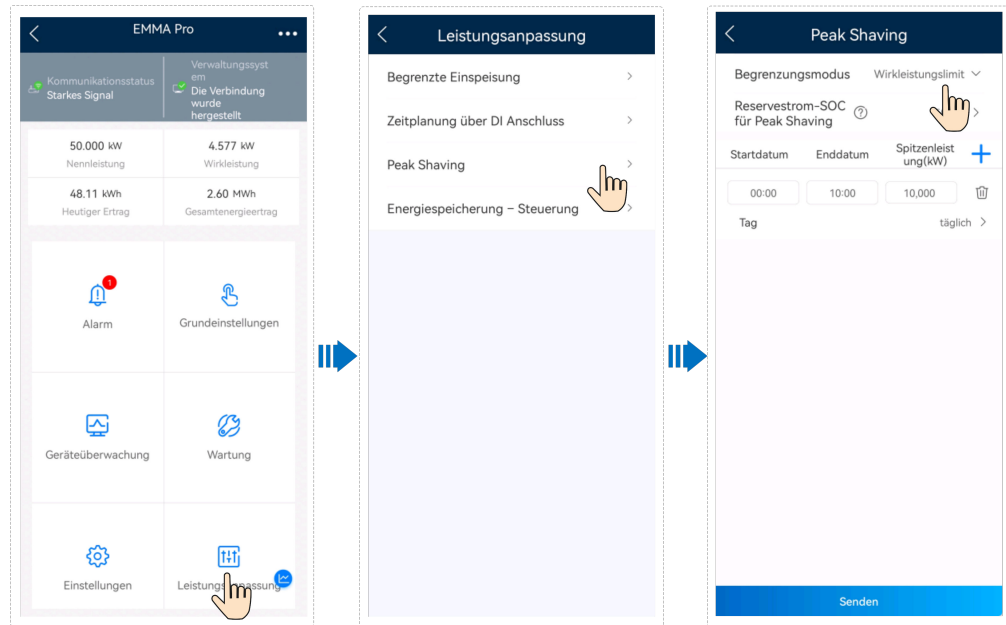 EMMA Pro
Kommunikationsstatus
Starkes Signal
Verwaltungssyst
em
Die Verbindung
wurde
hergestellt
50.000 kW
Nennleistung
4.577 kW
Wirkleistung
48.11 kWh
Heutiger Ertrag
2.60 MWh
Gesamtenergieertrag
1
Alarm
Grundeinstellungen
Geräteüberwachung
Wartung
Einstellungen
Leistungsanpassung
Leistungsanpassung
Begrenzte Einspeisung
Zeitplanung über DI Anschluss
Peak Shaving
Energiespeicherung – Steuerung
Peak Shaving
Begrenzungsmodus Wirkleistungslimit
Reservestrom-SOC
für Peak Shaving ?
Startdatum Enddatum Spitzenleist
ung(kW)
00:00 10:00 10,000
Tag täglich
Senden